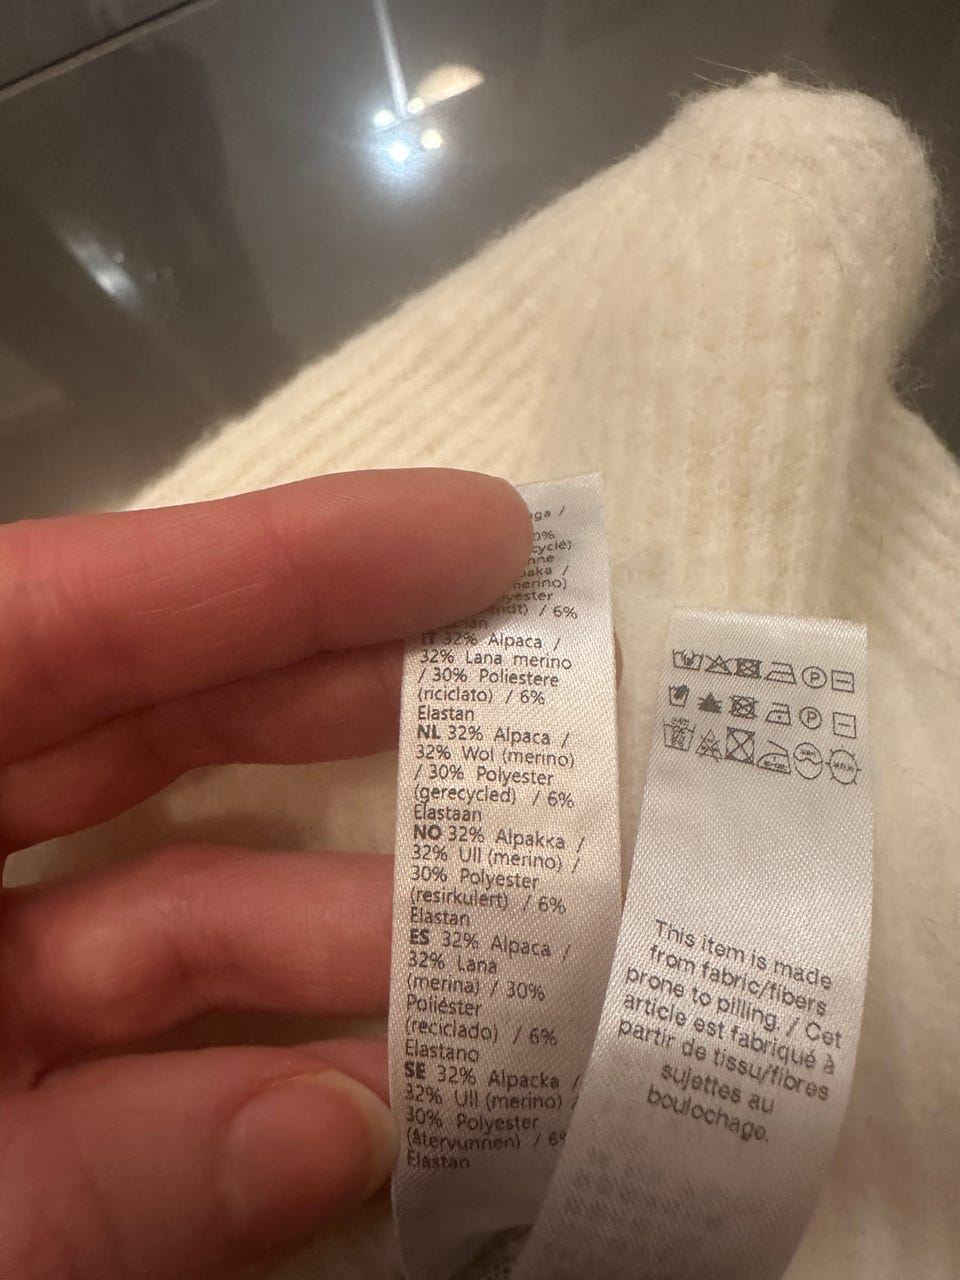 /
IT 32% Alpaca /
32% Lana merino
/ 30% Poliestere
(riciclato) / 6%
Elastan
NL 32% Alpaca /
32% Wol (merino)
/ 30% Polyester
(gerecycled) / 6%
Elastaan
NO 32% Alpakka /
32% Ull (merino) /
30% Polyester
(resirkulert) / 6%
Elastan
ES 32% Alpaca /
32% Lana
(merina) / 30%
Poliéster
(reciclado) / 6%
Elastano
SE 32% Alpacka /
32% Ull (merino) /
30% Polyester
(återvunnen) / 6%
Elastan
P
P
This item is made
from fabric/fibers
prone to pilling. / Cet
article est fabriqué à
partir de tissu/fibres
sujettes au
boulochage.